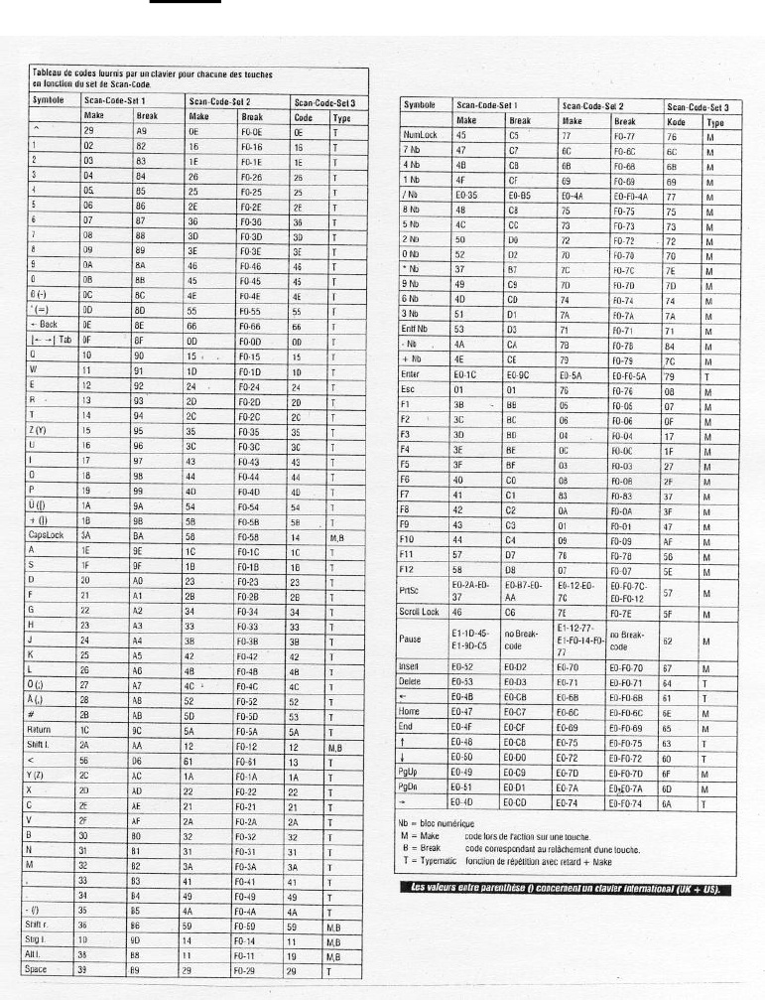 Tableau de codes fournis par un clavier pour chacune des touches
en fonction du set de Scan-Code.
Symbole Scan-Code-Set 1 Scan-Code-Set 2 Scan-Code-Set 3
Make Break Make Break Code Type
^ 29 A9 0E F0-0E 0E T
1 02 82 16 F0-16 16 T
2 03 83 1E F0-1E 1E T
3 04 84 26 F0-26 26 T
4 05 85 25 F0-25 25 T
5 06 86 2E F0-2E 2E T
6 07 87 36 F0-36 36 T
7 08 88 3D F0-3D 3D T
8 09 89 3E F0-3E 3E T
9 0A 8A 46 F0-46 46 T
0 0B 8B 45 F0-45 45 T
ß (-) 0C 8C 4E F0-4E 4E T
' (=) 0D 8D 55 F0-55 55 T
← Back 0E 8E 66 F0-66 66 T
|← →| Tab 0F 8F 0D F0-0D 0D T
Q 10 90 15 F0-15 15 T
W 11 91 1D F0-1D 1D T
E 12 92 24 F0-24 24 T
R 13 93 2D F0-2D 2D T
T 14 94 2C F0-2C 2C T
Z (Y) 15 95 35 F0-35 35 T
U 16 96 3C F0-3C 3C T
I 17 97 43 F0-43 43 T
O 18 98 44 F0-44 44 T
P 19 99 4D F0-4D 4D T
Ü ([) 1A 9A 54 F0-54 54 T
+ (]) 1B 9B 5B F0-5B 5B T
CapsLock 3A BA 58 F0-58 14 M,B
A 1E 9E 1C F0-1C 1C T
S 1F 9F 1B F0-1B 1B T
D 20 A0 23 F0-23 23 T
F 21 A1 2B F0-2B 2B T
G 22 A2 34 F0-34 34 T
H 23 A3 33 F0-33 33 T
J 24 A4 3B F0-3B 3B T
K 25 A5 42 F0-42 42 T
L 26 A6 4B F0-4B 4B T
Ö (;) 27 A7 4C F0-4C 4C T
Ä (,) 28 A8 52 F0-52 52 T
# 2B AB 5D F0-5D 53 T
Return 1C 9C 5A F0-5A 5A T
Shift l. 2A AA 12 F0-12 12 M,B
< 56 D6 61 F0-61 13 T
Y (Z) 2C AC 1A F0-1A 1A T
X 2D AD 22 F0-22 22 T
C 2E AE 21 F0-21 21 T
V 2F AF 2A F0-2A 2A T
B 30 B0 32 F0-32 32 T
N 31 B1 31 F0-31 31 T
M 32 B2 3A F0-3A 3A T
, 33 B3 41 F0-41 41 T
. 34 B4 49 F0-49 49 T
- (/) 35 B5 4A F0-4A 4A T
Shift r. 36 B6 59 F0-59 59 M,B
Strg l. 1D 9D 14 F0-14 11 M,B
Alt l. 38 B8 11 F0-11 19 M,B
Space 39 B9 29 F0-29 29 T
Symbole Scan-Code-Set 1 Scan-Code-Set 2 Scan-Code-Set 3
Make Break Make Break Kode Type
NumLock 45 C5 77 F0-77 76 M
7 Nb 47 C7 6C F0-6C 6C M
4 Nb 4B CB 6B F0-6B 6B M
1 Nb 4F CF 69 F0-69 69 M
/ Nb E0-35 E0-B5 E0-4A E0-F0-4A 77 M
8 Nb 48 C8 75 F0-75 75 M
5 Nb 4C CC 73 F0-73 73 M
2 Nb 50 D0 72 F0-72 72 M
0 Nb 52 D2 70 F0-70 70 M
* Nb 37 B7 7C F0-7C 7E M
9 Nb 49 C9 7D F0-7D 7D M
6 Nb 4D CD 74 F0-74 74 M
3 Nb 51 D1 7A F0-7A 7A M
Entf Nb 53 D3 71 F0-71 71 M
- Nb 4A CA 7B F0-7B 84 M
+ Nb 4E CE 79 F0-79 7C M
Enter E0-1C E0-9C E0-5A E0-F0-5A 79 T
Esc 01 01 76 F0-76 08 M
F1 3B BB 05 F0-05 07 M
F2 3C BC 06 F0-06 0F M
F3 3D BD 04 F0-04 17 M
F4 3E BE 0C F0-0C 1F M
F5 3F BF 03 F0-03 27 M
F6 40 C0 0B F0-0B 2F M
F7 41 C1 83 F0-83 37 M
F8 42 C2 0A F0-0A 3F M
F9 43 C3 01 F0-01 47 M
F10 44 C4 09 F0-09 AF M
F11 57 D7 78 F0-78 56 M
F12 58 D8 07 F0-07 5E M
PrtSc E0-2A-E0- E0-B7-E0- E0-12-E0- E0-F0-7C- 57 M
37 AA 7C E0-F0-12
Scroll Lock 46 C6 7E F0-7E 5F M
Pause E1-1D-45- no Break- E1-12-77- no Break- 62 M
E1-9D-C5 code E1-F0-14-F0- code
77
Insert E0-52 E0-D2 E0-70 E0-F0-70 67 M
Delete E0-53 E0-D3 E0-71 E0-F0-71 64 T
← E0-4B E0-CB E0-6B E0-F0-6B 61 T
Home E0-47 E0-C7 E0-6C E0-F0-6C 6E M
End E0-4F E0-CF E0-69 E0-F0-69 65 M
↑ E0-48 E0-C8 E0-75 E0-F0-75 63 T
↓ E0-50 E0-D0 E0-72 E0-F0-72 60 T
PgUp E0-49 E0-C9 E0-7D E0-F0-7D 6F M
PgDn E0-51 E0-D1 E0-7A E0-F0-7A 6D M
→ E0-4D E0-CD E0-74 E0-F0-74 6A T
Nb = bloc numérique
M = Make code lors de l'action sur une touche.
B = Break code correspondant au relâchement d'une touche.
T = Typematic fonction de répétition avec retard + Make
Les valeurs entre parenthèse () concernent un clavier International (UK + US).